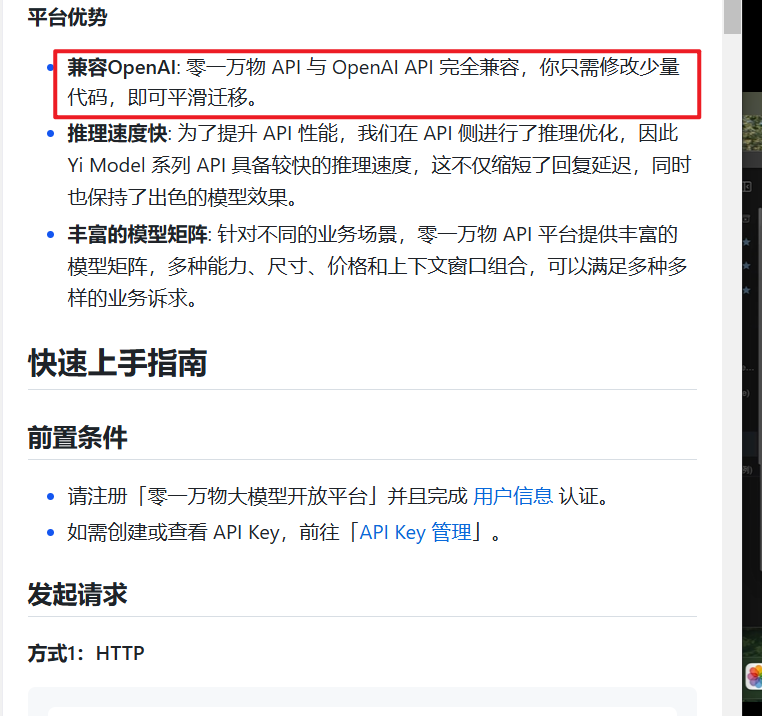 平台优势
兼容OpenAI: 零一万物 API 与 OpenAI API 完全兼容，你只需修改少量
代码，即可平滑迁移。
推理速度快: 为了提升 API 性能，我们在 API 侧进行了推理优化，因此
Yi Model 系列 API 具备较快的推理速度，这不仅缩短了回复延迟，同时
也保持了出色的模型效果。
丰富的模型矩阵: 针对不同的业务场景，零一万物 API 平台提供丰富的
模型矩阵，多种能力、尺寸、价格和上下文窗口组合，可以满足多种多
样的业务诉求。
快速上手指南
前置条件
请注册「零一万物大模型开放平台」并且完成 用户信息 认证。
如需创建或查看 API Key，前往「API Key 管理」。
发起请求
方式1：HTTP